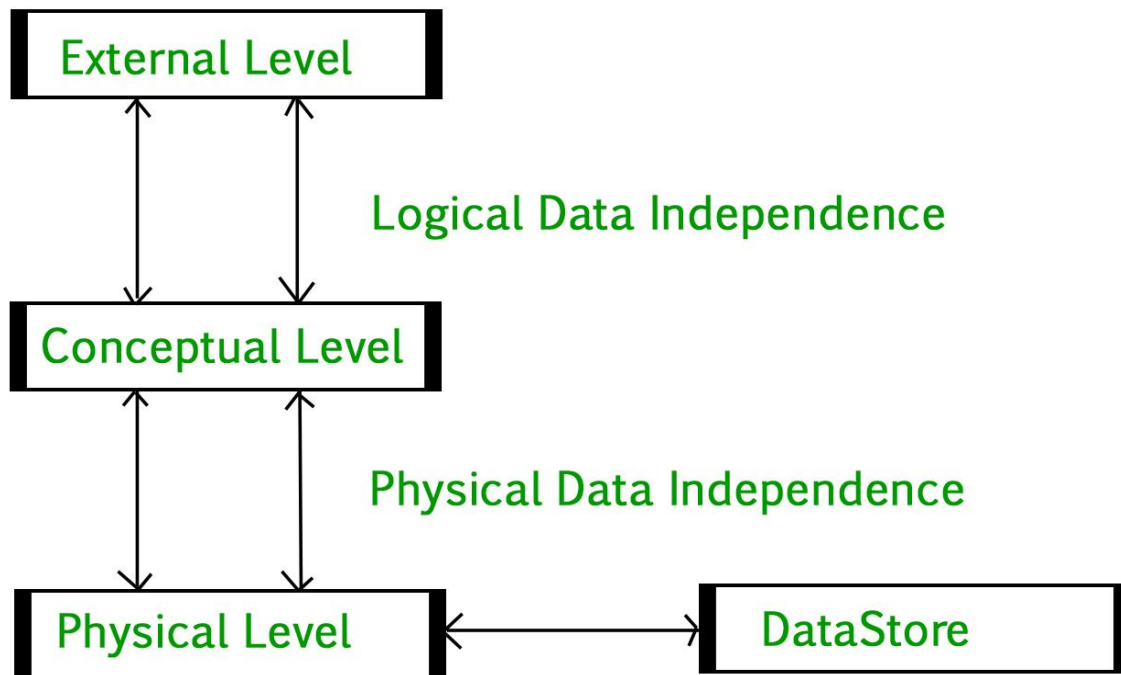 External Level
Logical Data Independence
Conceptual Level
Physical Data Independence
Physical Level
DataStore